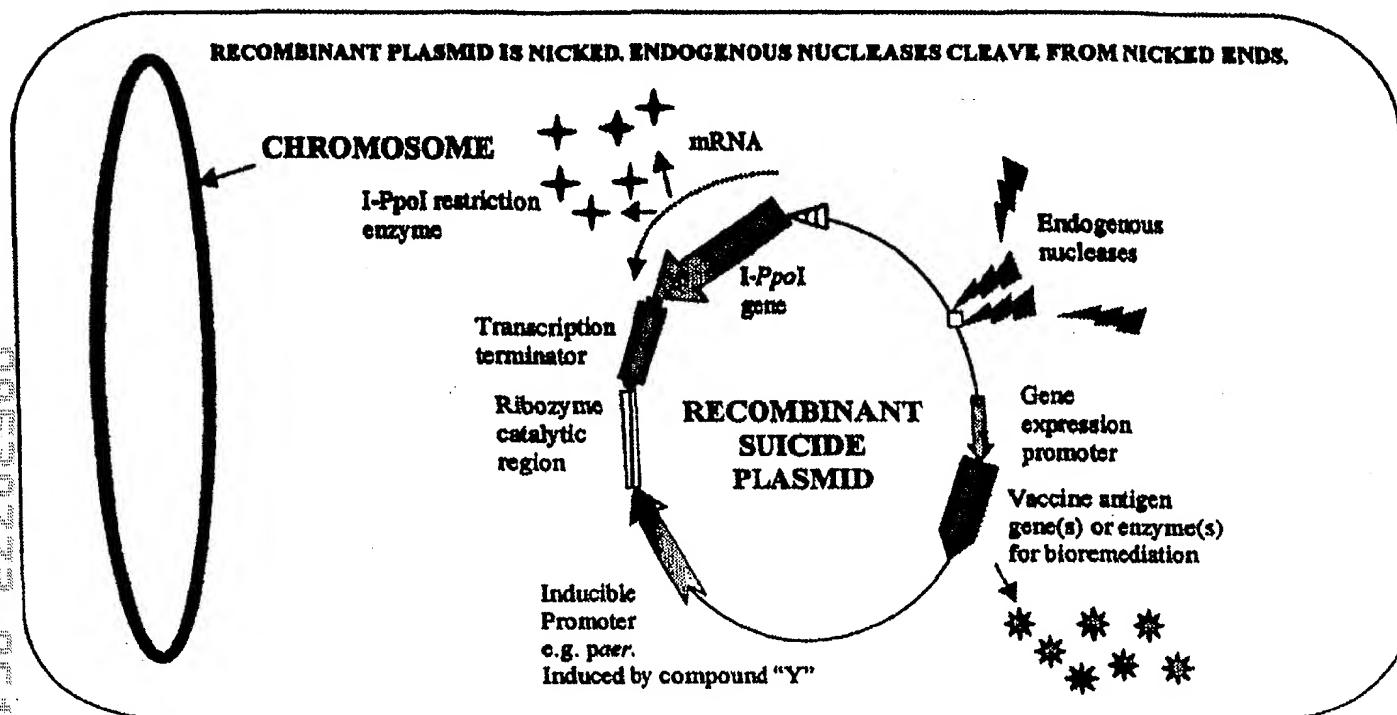 RECOMBINANT PLASMID IS NICKED. ENDOGENOUS NUCLEASES CLEAVE FROM NICKED ENDS.
CHROMOSOME
mRNA
I-PpoI restriction
enzyme
I-PpoI
gene
Endogenous
nucleases
Transcription
terminator
Ribozyme
catalytic
region
RECOMBINANT
SUICIDE
PLASMID
Gene
expression
promoter
Vaccine antigen
gene(s) or enzyme(s)
for bioremediation
Inducible
Promoter
e.g. paer.
Induced by compound "Y"